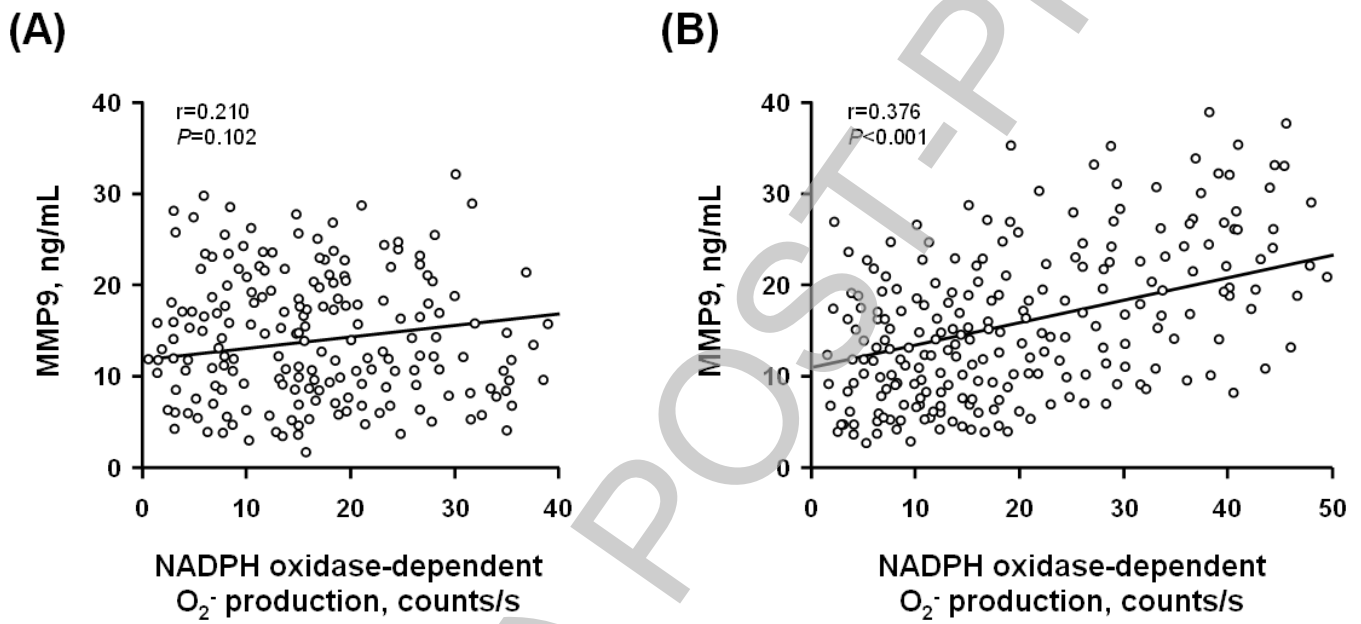 (A)
r=0.210
P=0.102
MMP9, ng/mL
40
30
20
10
0
0 10 20 30 40
NADPH oxidase-dependent
O₂⁻ production, counts/s
(B)
r=0.376
P<0.001
MMP9, ng/mL
40
30
20
10
0
0 10 20 30 40 50
NADPH oxidase-dependent
O₂⁻ production, counts/s
POST-P